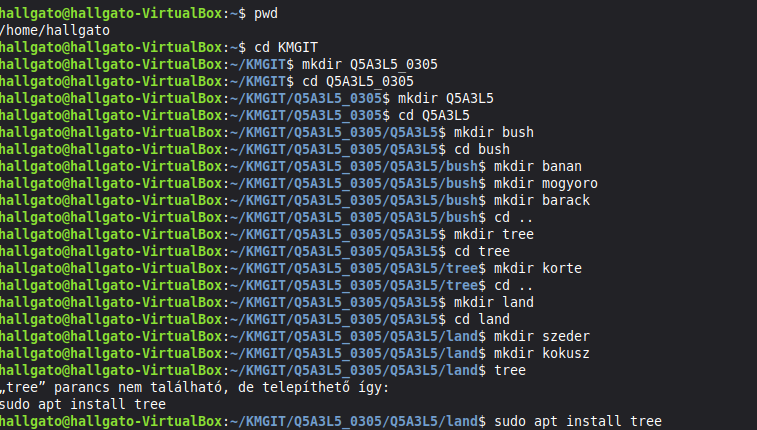 hallgato@hallgato-VirtualBox:~$ pwd
/home/hallgato
hallgato@hallgato-VirtualBox:~$ cd KMGIT
hallgato@hallgato-VirtualBox:~/KMGIT$ mkdir Q5A3L5_0305
hallgato@hallgato-VirtualBox:~/KMGIT$ cd Q5A3L5_0305
hallgato@hallgato-VirtualBox:~/KMGIT/Q5A3L5_0305$ mkdir Q5A3L5
hallgato@hallgato-VirtualBox:~/KMGIT/Q5A3L5_0305$ cd Q5A3L5
hallgato@hallgato-VirtualBox:~/KMGIT/Q5A3L5_0305/Q5A3L5$ mkdir bush
hallgato@hallgato-VirtualBox:~/KMGIT/Q5A3L5_0305/Q5A3L5$ cd bush
hallgato@hallgato-VirtualBox:~/KMGIT/Q5A3L5_0305/Q5A3L5/bush$ mkdir banan
hallgato@hallgato-VirtualBox:~/KMGIT/Q5A3L5_0305/Q5A3L5/bush$ mkdir mogyoro
hallgato@hallgato-VirtualBox:~/KMGIT/Q5A3L5_0305/Q5A3L5/bush$ mkdir barack
hallgato@hallgato-VirtualBox:~/KMGIT/Q5A3L5_0305/Q5A3L5/bush$ cd ..
hallgato@hallgato-VirtualBox:~/KMGIT/Q5A3L5_0305/Q5A3L5$ mkdir tree
hallgato@hallgato-VirtualBox:~/KMGIT/Q5A3L5_0305/Q5A3L5$ cd tree
hallgato@hallgato-VirtualBox:~/KMGIT/Q5A3L5_0305/Q5A3L5/tree$ mkdir korte
hallgato@hallgato-VirtualBox:~/KMGIT/Q5A3L5_0305/Q5A3L5/tree$ cd ..
hallgato@hallgato-VirtualBox:~/KMGIT/Q5A3L5_0305/Q5A3L5$ mkdir land
hallgato@hallgato-VirtualBox:~/KMGIT/Q5A3L5_0305/Q5A3L5$ cd land
hallgato@hallgato-VirtualBox:~/KMGIT/Q5A3L5_0305/Q5A3L5/land$ mkdir szeder
hallgato@hallgato-VirtualBox:~/KMGIT/Q5A3L5_0305/Q5A3L5/land$ mkdir kokusz
hallgato@hallgato-VirtualBox:~/KMGIT/Q5A3L5_0305/Q5A3L5/land$ tree
„tree” parancs nem található, de telepíthető így:
sudo apt install tree
hallgato@hallgato-VirtualBox:~/KMGIT/Q5A3L5_0305/Q5A3L5/land$ sudo apt install tree